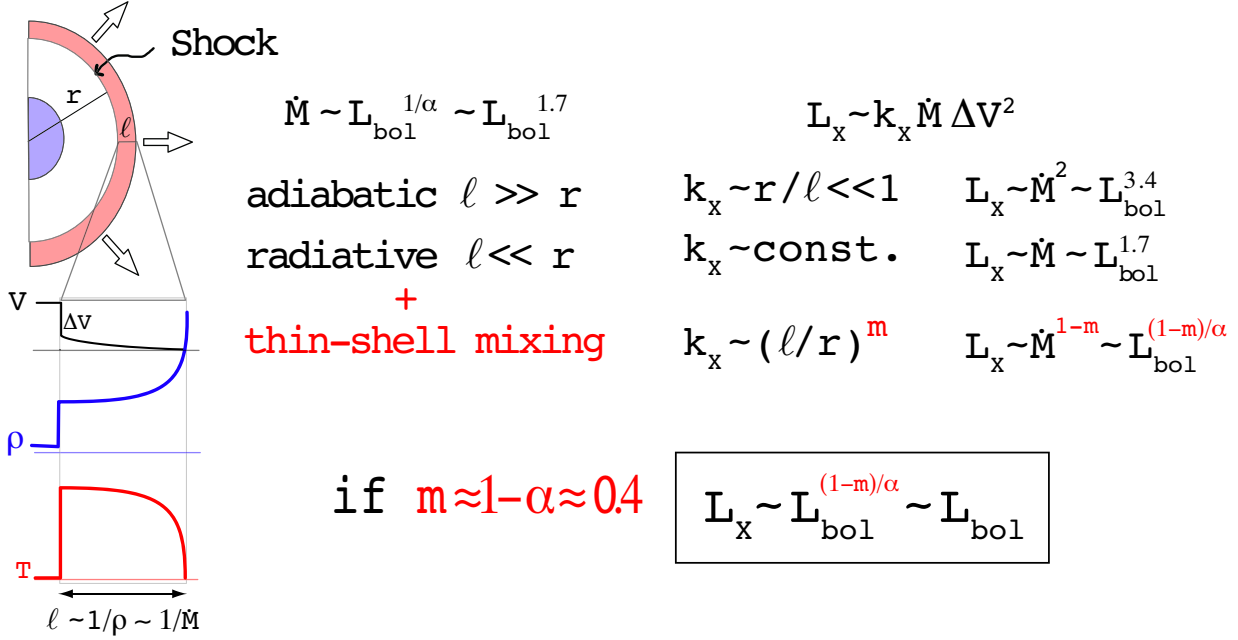 Shock
r
ℓ
Ṁ ~ L_bol^{1/α} ~ L_bol^{1.7}
L_x ~ k_x Ṁ ΔV²
adiabatic ℓ >> r
k_x ~ r/ℓ <<1
L_x ~ Ṁ² ~ L_bol^{3.4}
radiative ℓ << r
k_x ~ const.
L_x ~ Ṁ ~ L_bol^{1.7}
+
thin-shell mixing
k_x ~ (ℓ/r)^m
L_x ~ Ṁ^{1-m} ~ L_bol^{(1-m)/α}
V
ΔV
ρ
if m≈1-α≈0.4
L_x ~ L_bol^{(1-m)/α} ~ L_bol
T
ℓ ~1/ρ ~ 1/Ṁ